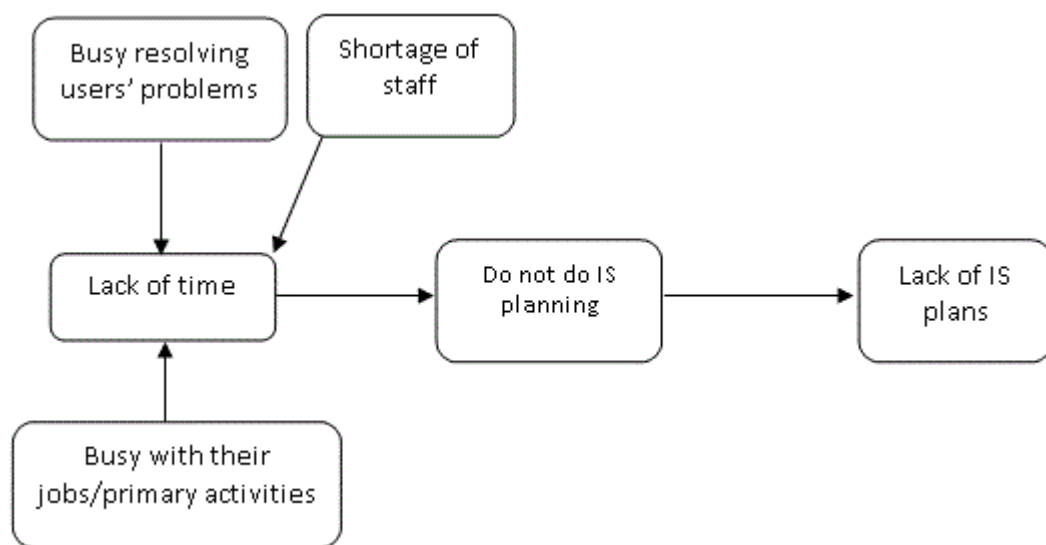 Busy resolving
users’ problems
Shortage of
staff
Lack of time
Do not do IS
planning
Lack of IS
plans
Busy with their
jobs/primary activities